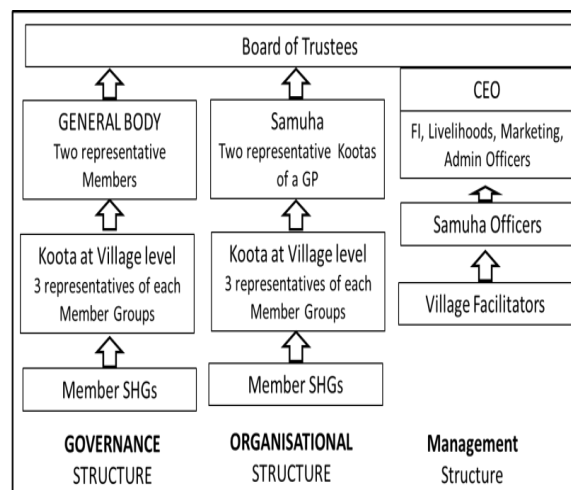 Board of Trustees
GENERAL BODY
Two representative
Members
Koota at Village level
3 representatives of each
Member Groups
Member SHGs
GOVERNANCE
STRUCTURE
Samuha
Two representative Kootas
of a GP
Koota at Village level
3 representatives of each
Member Groups
Member SHGs
ORGANISATIONAL
STRUCTURE
CEO
FI, Livelihoods, Marketing,
Admin Officers
Samuha Officers
Village Facilitators
Management
Structure